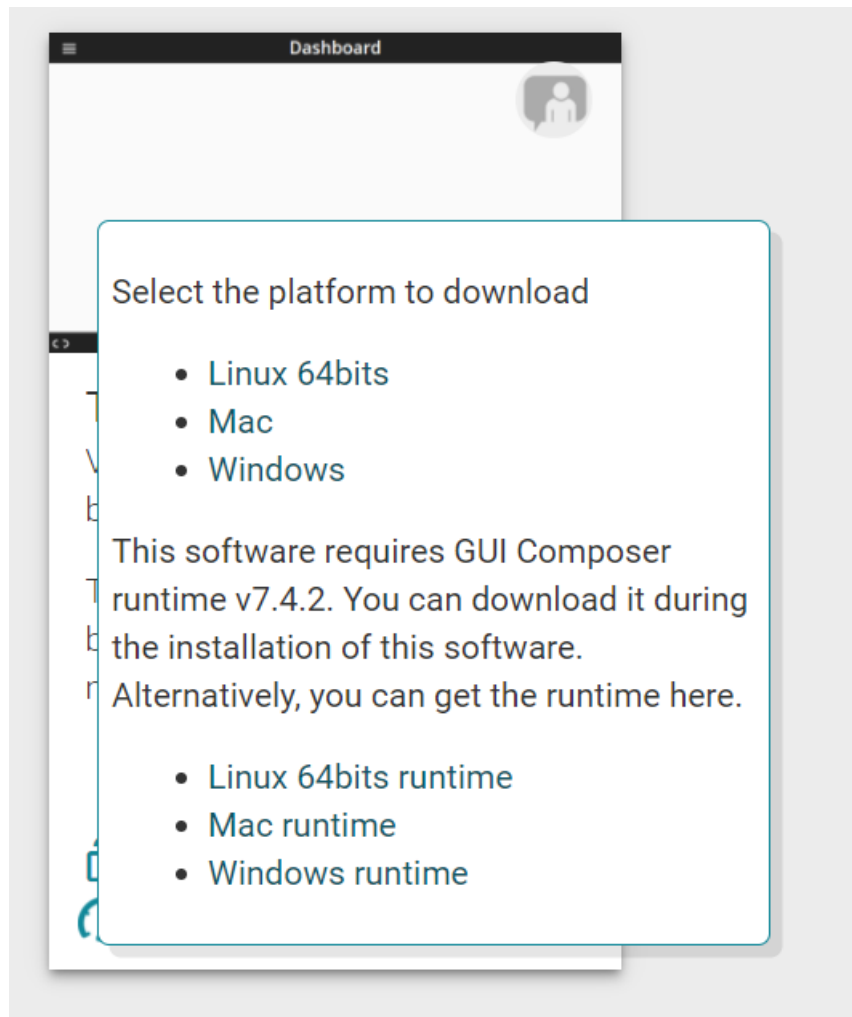 Dashboard
Select the platform to download
Linux 64bits
Mac
Windows
This software requires GUI Composer
runtime v7.4.2. You can download it during
the installation of this software.
Alternatively, you can get the runtime here.
Linux 64bits runtime
Mac runtime
Windows runtime